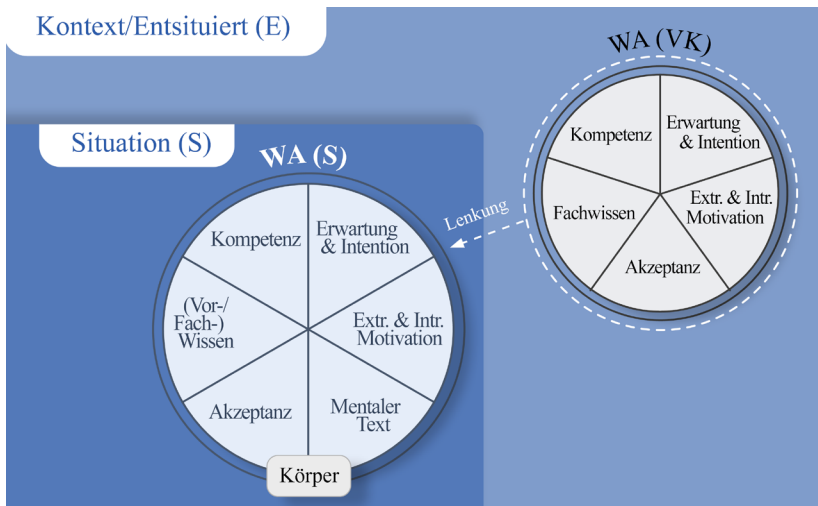 Kontext/Entsituiert (E)
WA (VK)
Kompetenz
Erwartung
& Intention
Fachwissen
Extr. & Intr.
Motivation
Akzeptanz
Lenkung
Situation (S)
WA (S)
Kompetenz
Erwartung
& Intention
(Vor-/
Fach-)
Wissen
Extr. & Intr.
Motivation
Akzeptanz
Mentaler
Text
Körper